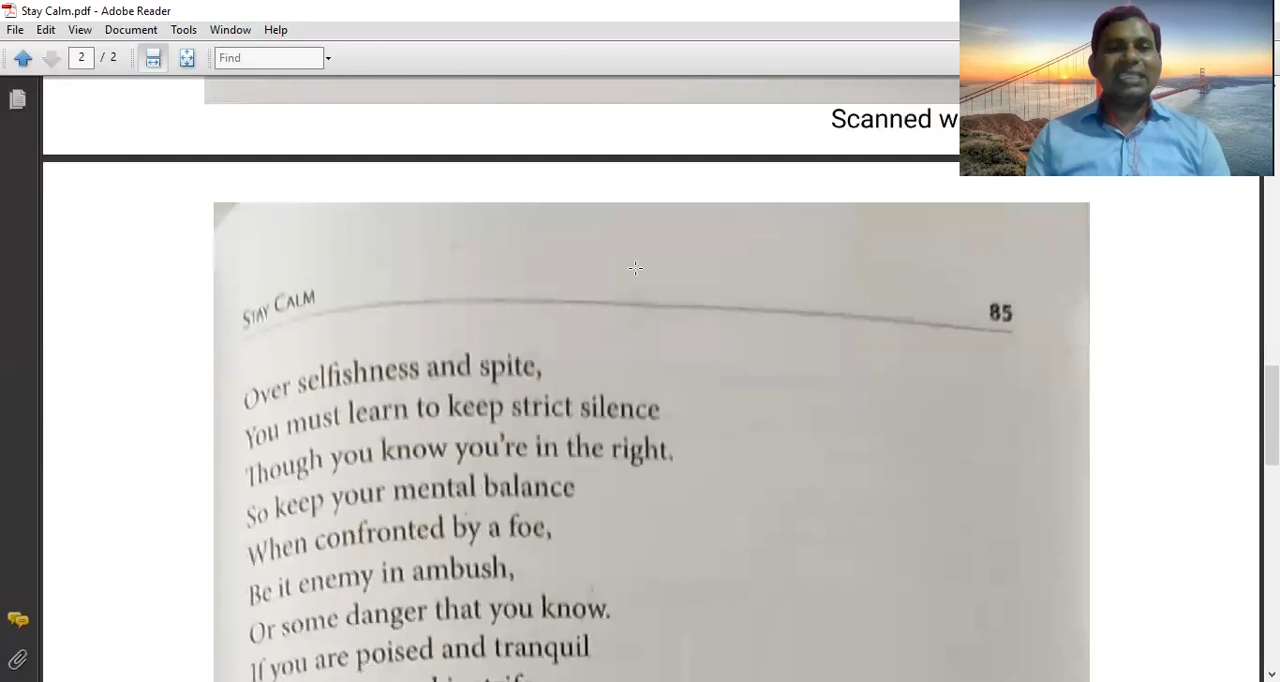 Stay Calm.pdf - Adobe Reader
File Edit View Document Tools Window Help
2 / 2 Find
Scanned w
STAY CALM
85
Over selfishness and spite,
You must learn to keep strict silence
Though you know you're in the right.
So keep your mental balance
When confronted by a foe,
Be it enemy in ambush,
Or some danger that you know.
If you are poised and tranquil